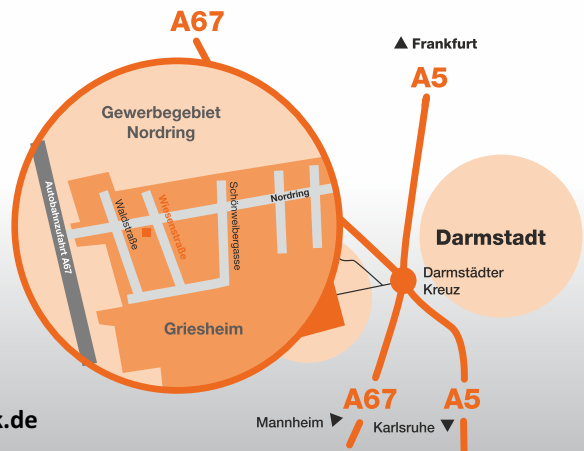 A67
Frankfurt
A5
Gewerbegebiet
Nordring
Autobahnzufahrt A67
Waldstraße
Wiesenstraße
Schönweibergasse
Nordring
Griesheim
Darmstadt
Darmstädter
Kreuz
A67
A5
Mannheim
Karlsruhe
.de